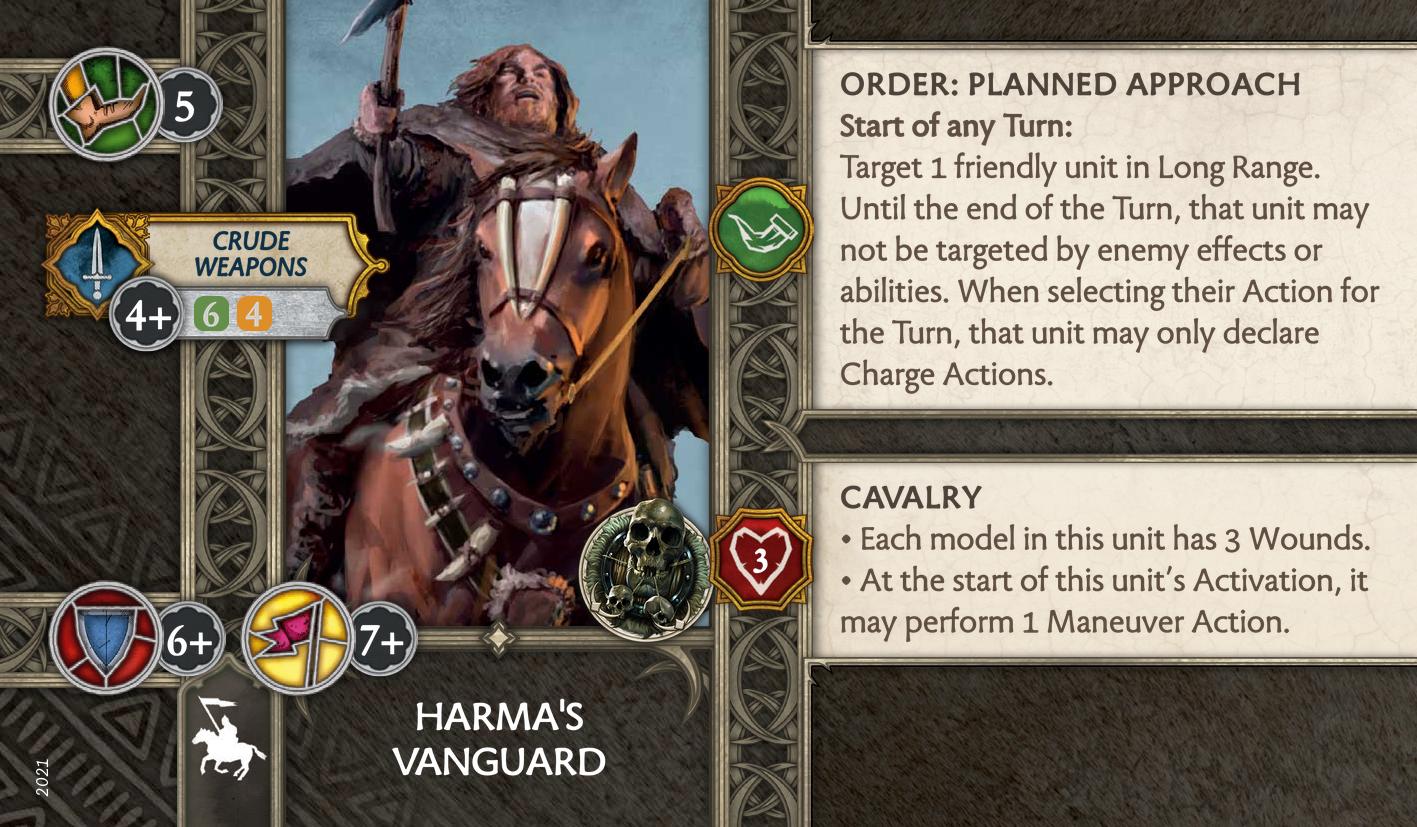 5
CRUDE
WEAPONS
4+ 6 4
6+ 7+
HARMA'S
VANGUARD
2021
ORDER: PLANNED APPROACH
Start of any Turn:
Target 1 friendly unit in Long Range.
Until the end of the Turn, that unit may
not be targeted by enemy effects or
abilities. When selecting their Action for
the Turn, that unit may only declare
Charge Actions.
3
CAVALRY
• Each model in this unit has 3 Wounds.
• At the start of this unit’s Activation, it
may perform 1 Maneuver Action.